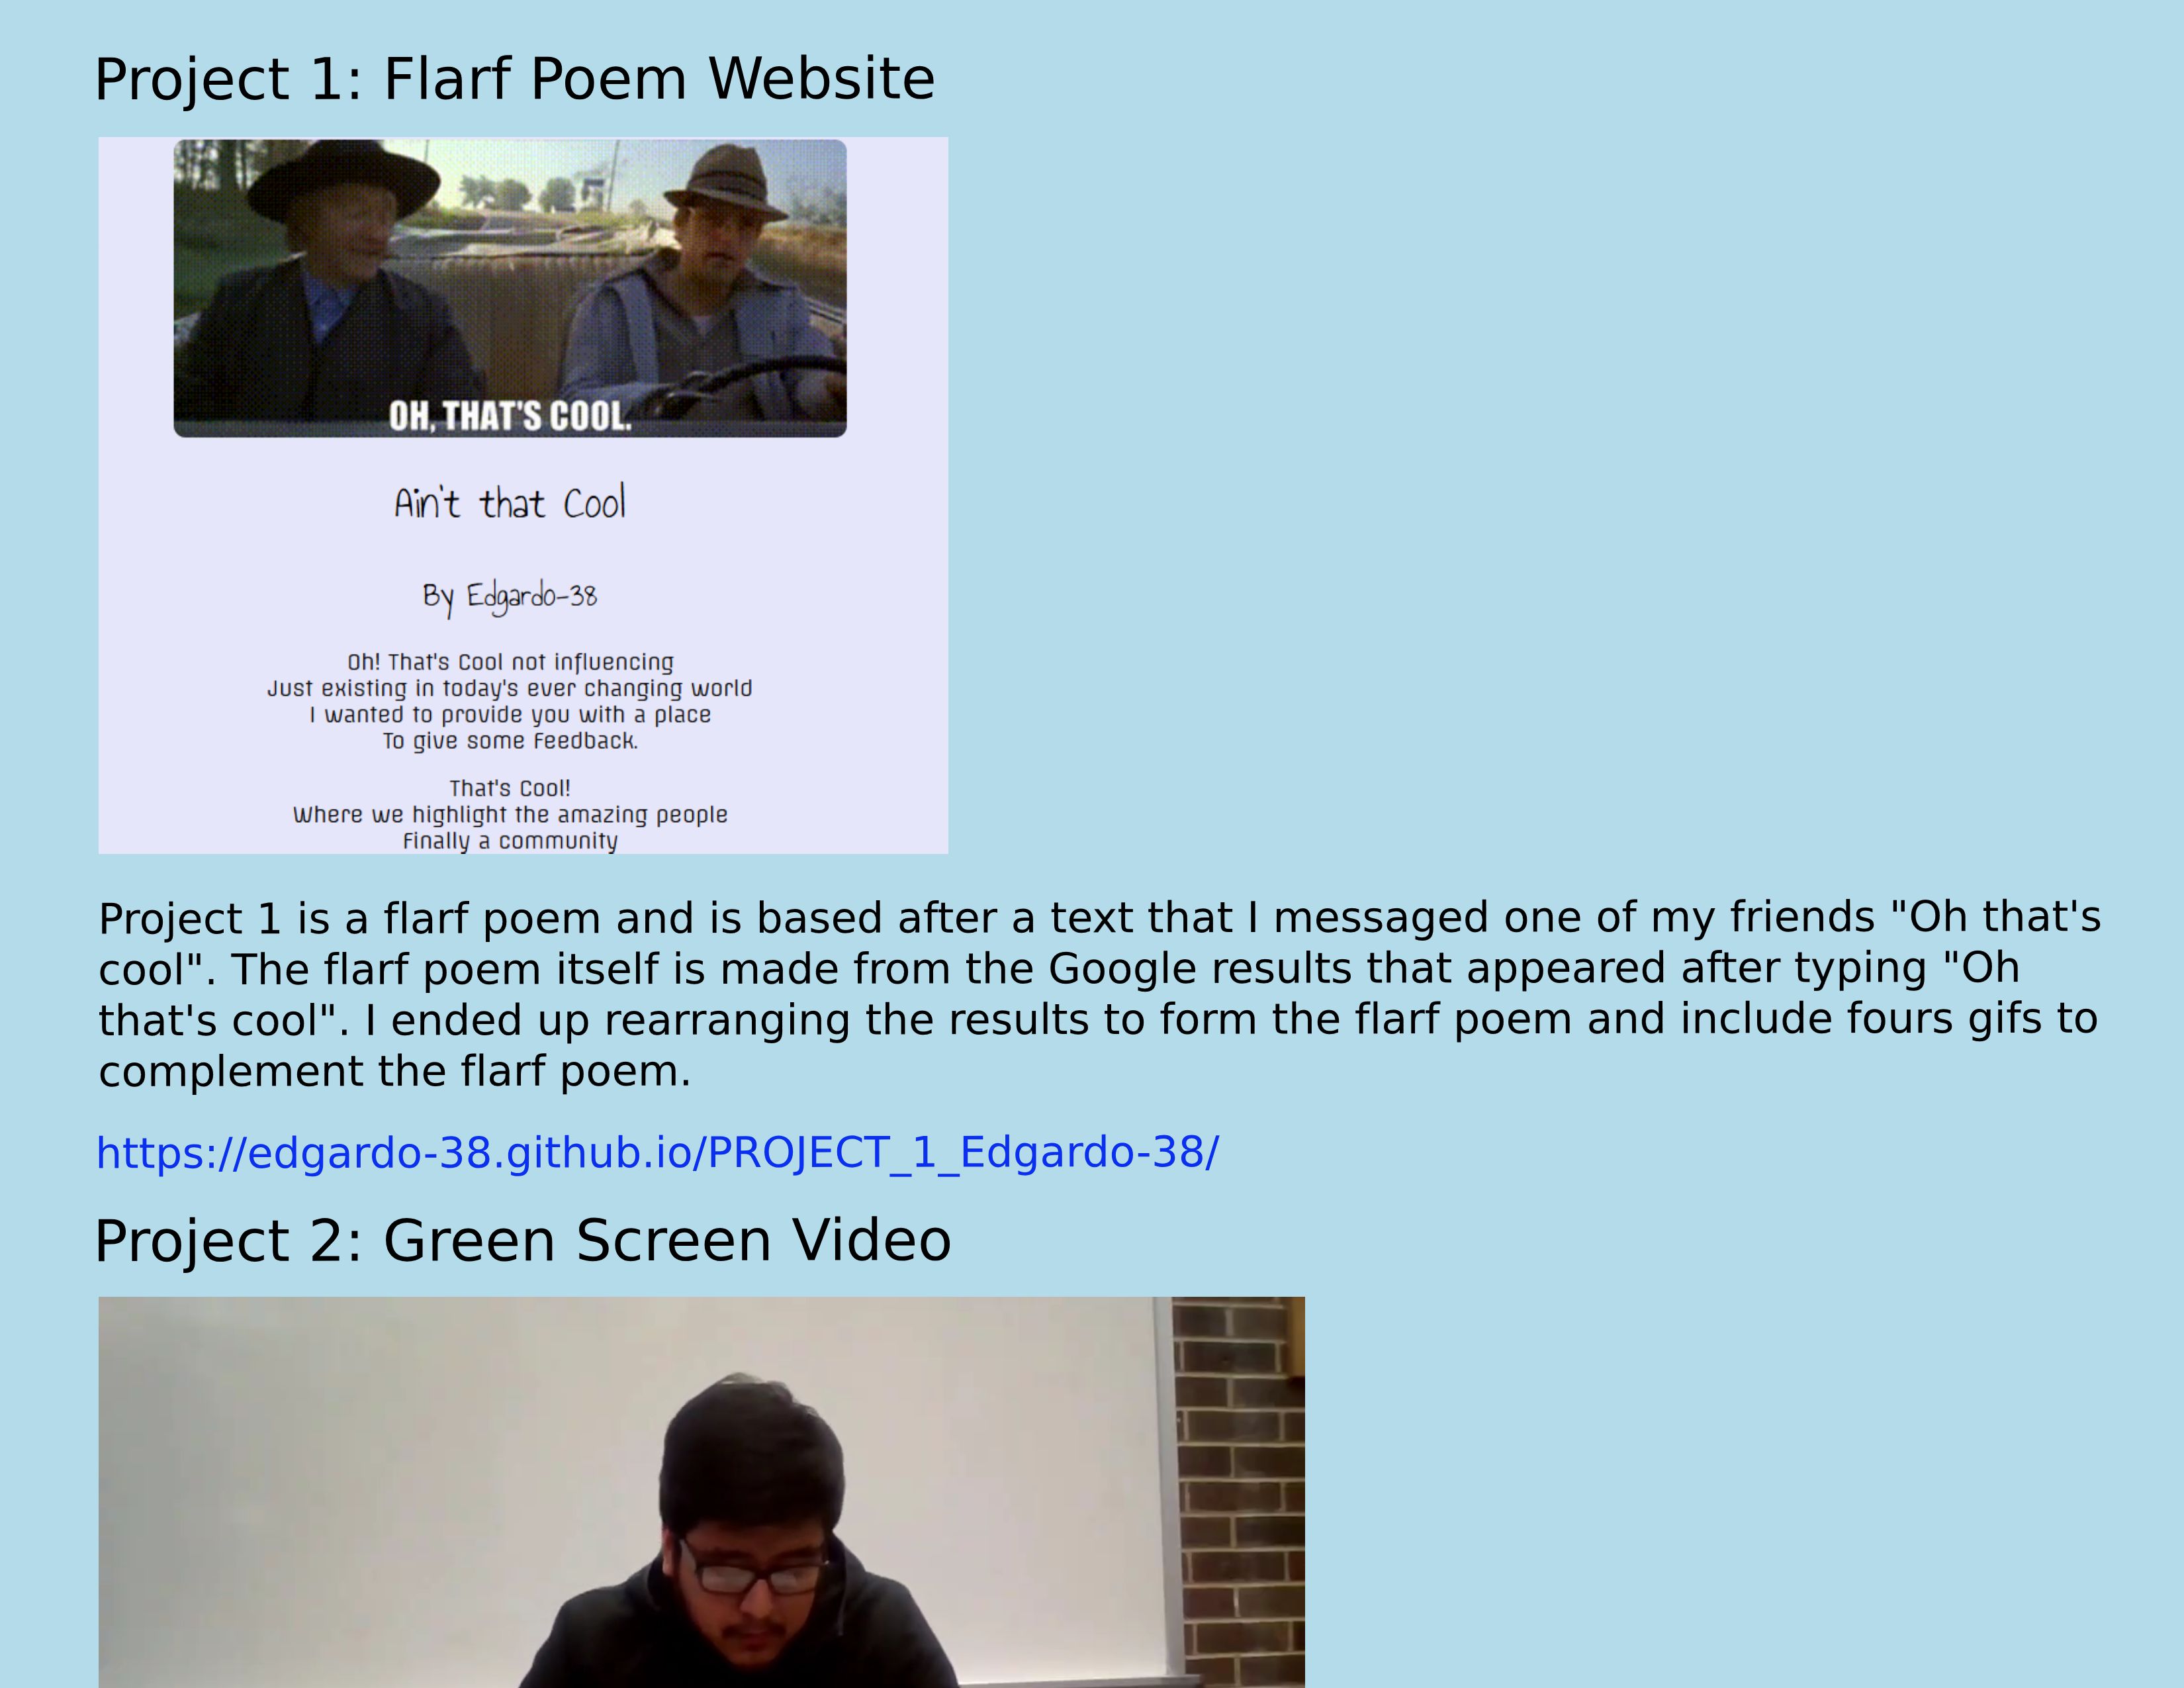 Project 1: Flarf Poem Website
OH, THAT'S COOL.
Ain't that Cool
By Edgardo-38
Oh! That's Cool not influencing
Just existing in today's ever changing world
I wanted to provide you with a place
To give some Feedback.
That's Cool!
Where we highlight the amazing people
Finally a community
Project 1 is a flarf poem and is based after a text that I messaged one of my friends "Oh that's
cool". The flarf poem itself is made from the Google results that appeared after typing "Oh
that's cool". I ended up rearranging the results to form the flarf poem and include fours gifs to
complement the flarf poem.
https://edgardo-38.github.io/PROJECT_1_Edgardo-38/
Project 2: Green Screen Video